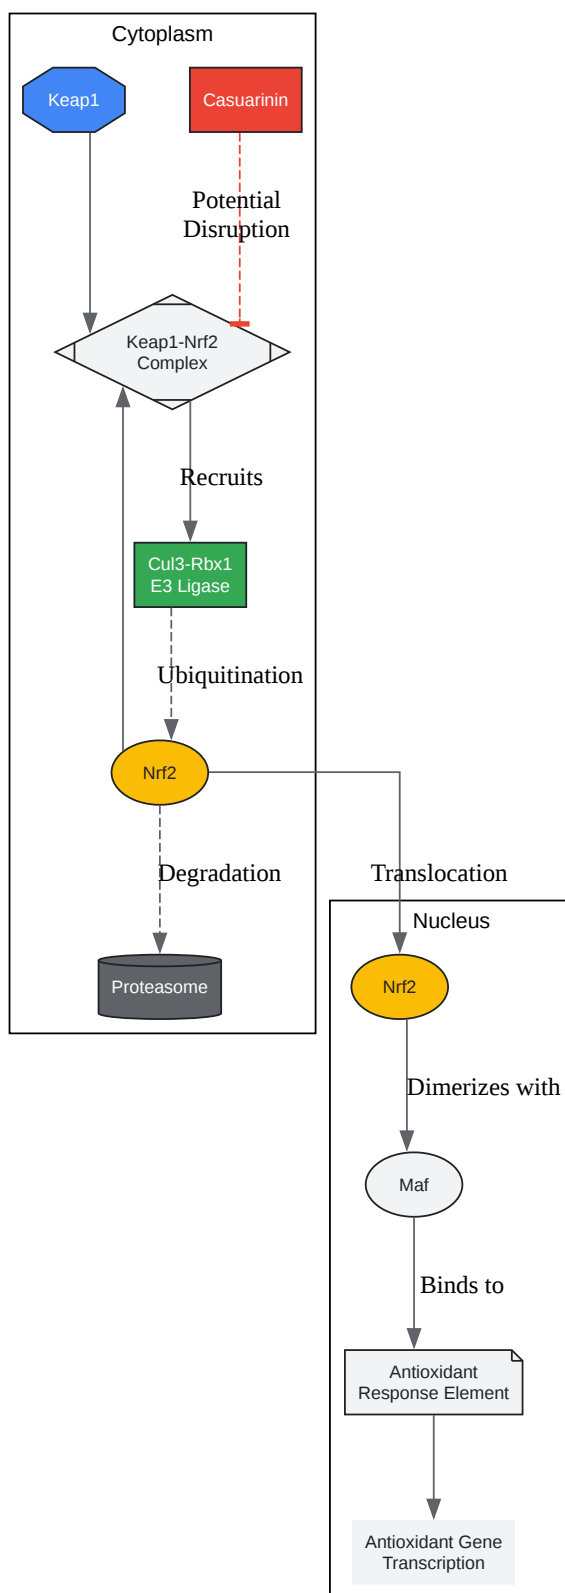 Cytoplasm
Keap1
Casuarinin
Potential
Disruption
Keap1-Nrf2
Complex
Recruits
Cul3-Rbx1
E3 Ligase
Ubiquitination
Nrf2
Degradation
Translocation
Nucleus
Proteasome
Nrf2
Dimerizes with
Maf
Binds to
Antioxidant
Response Element
Antioxidant Gene
Transcription